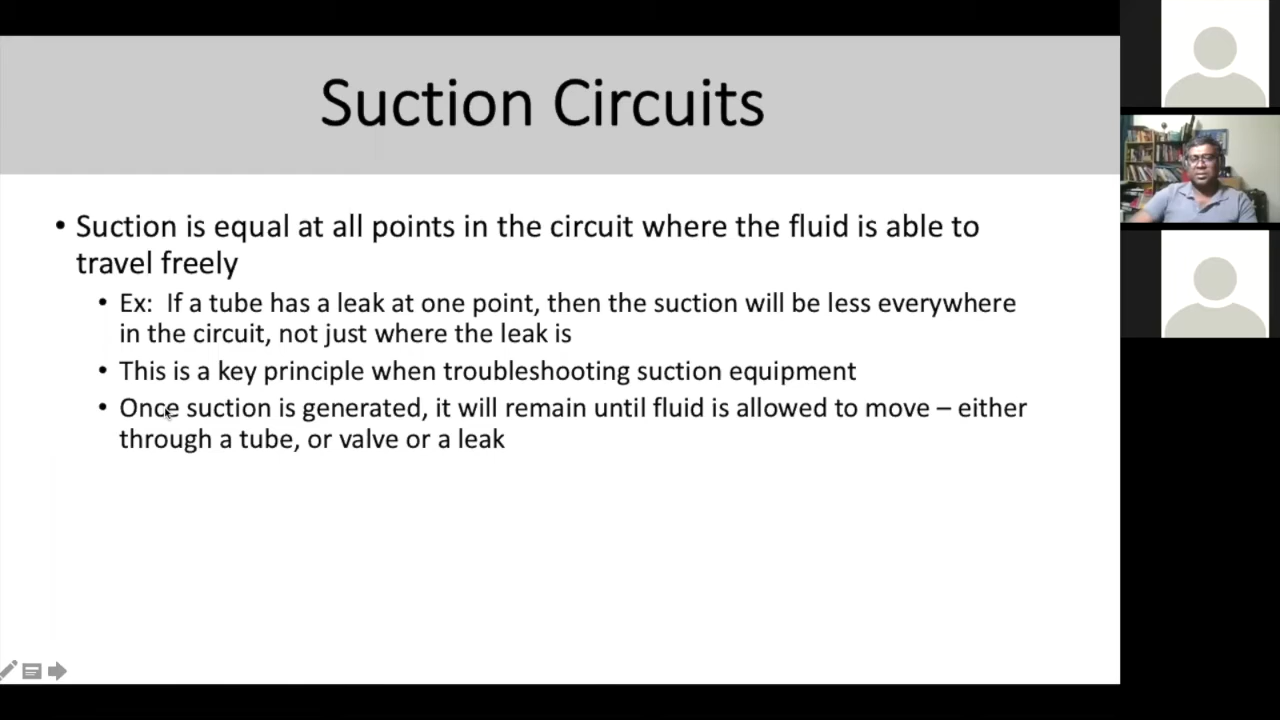 Suction Circuits
• Suction is equal at all points in the circuit where the fluid is able to
travel freely
• Ex:  If a tube has a leak at one point, then the suction will be less everywhere
in the circuit, not just where the leak is
• This is a key principle when troubleshooting suction equipment
• Once suction is generated, it will remain until fluid is allowed to move – either
through a tube, or valve or a leak